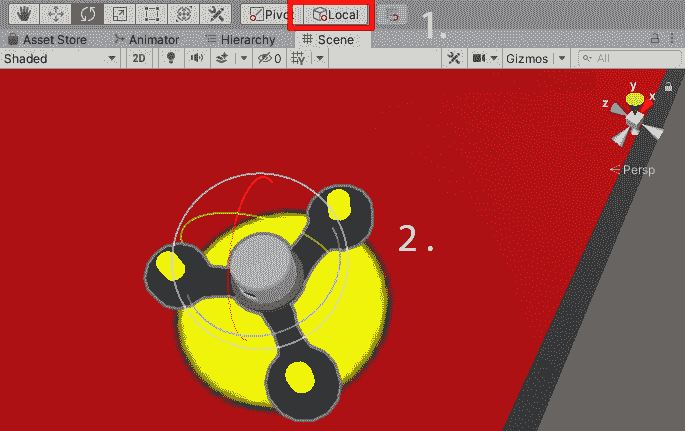 Pivot Local 1.
Asset Store Animator Hierarchy Scene
Shaded 2D 0 Gizmos All
y
z x
Persp
2.